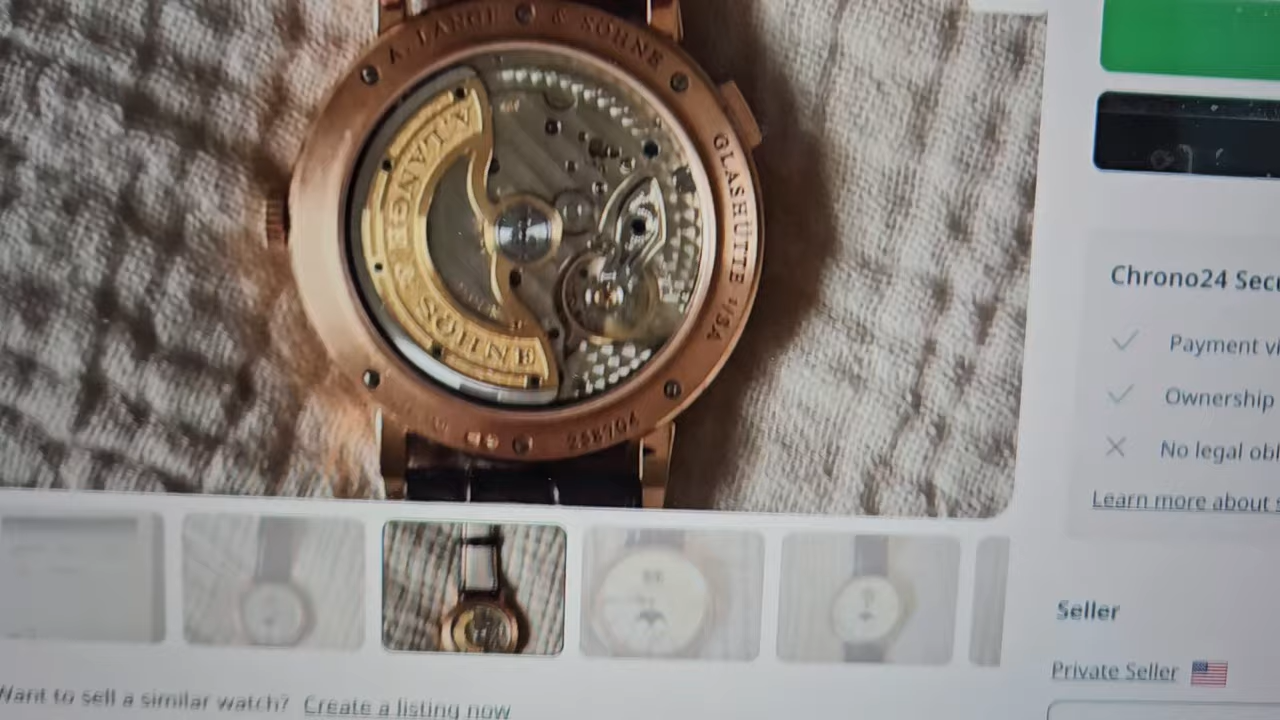 A. LANGE & SÖHNE
GLASHÜTTE I/SA
A. LANGE & SÖHNE
Chrono24 Secu
Payment vi
Ownership
No legal obl
Learn more about s
Seller
Private Seller
Want to sell a similar watch? Create a listing now